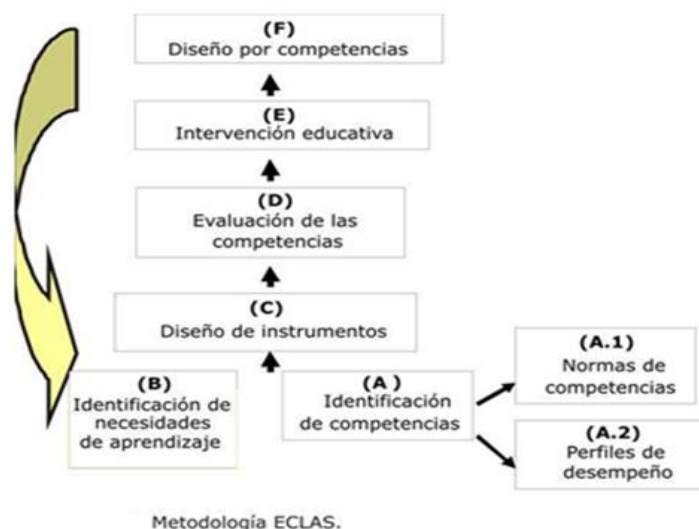 (F)
Diseño por competencias
(E)
Intervención educativa
(D)
Evaluación de las
competencias
(C)
Diseño de instrumentos
(B)
Identificación de
necesidades
de aprendizaje
(A )
Identificación
de competencias
(A.1)
Normas de
competencias
(A.2)
Perfiles de
desempeño
Metodología ECLAS.